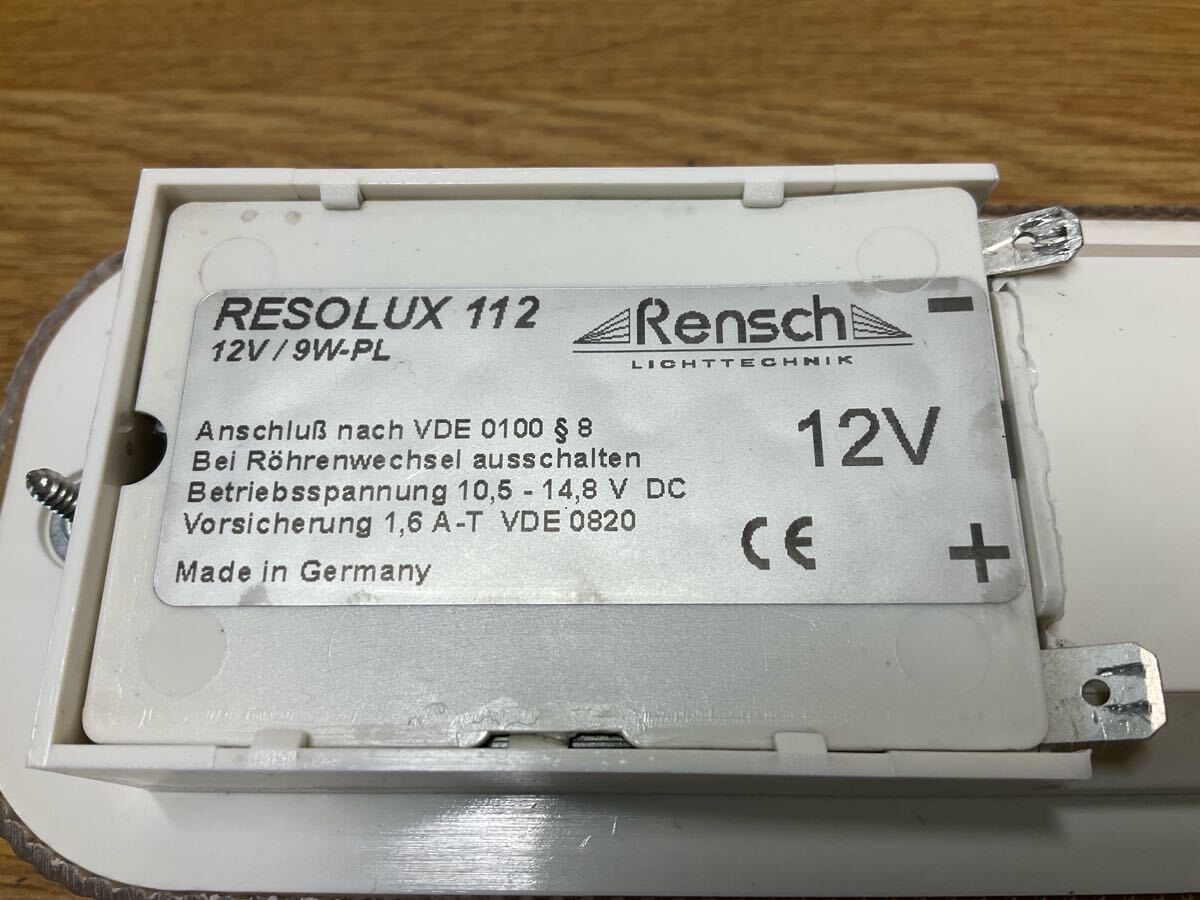 RESOLUX 112
12V / 9W-PL
Rensch
LICHTTECHNIK
−
Anschluß nach VDE 0100 § 8
Bei Röhrenwechsel ausschalten
Betriebsspannung 10,5 - 14,8 V DC
Vorsicherung 1,6 A-T VDE 0820
Made in Germany
12V
CE
+